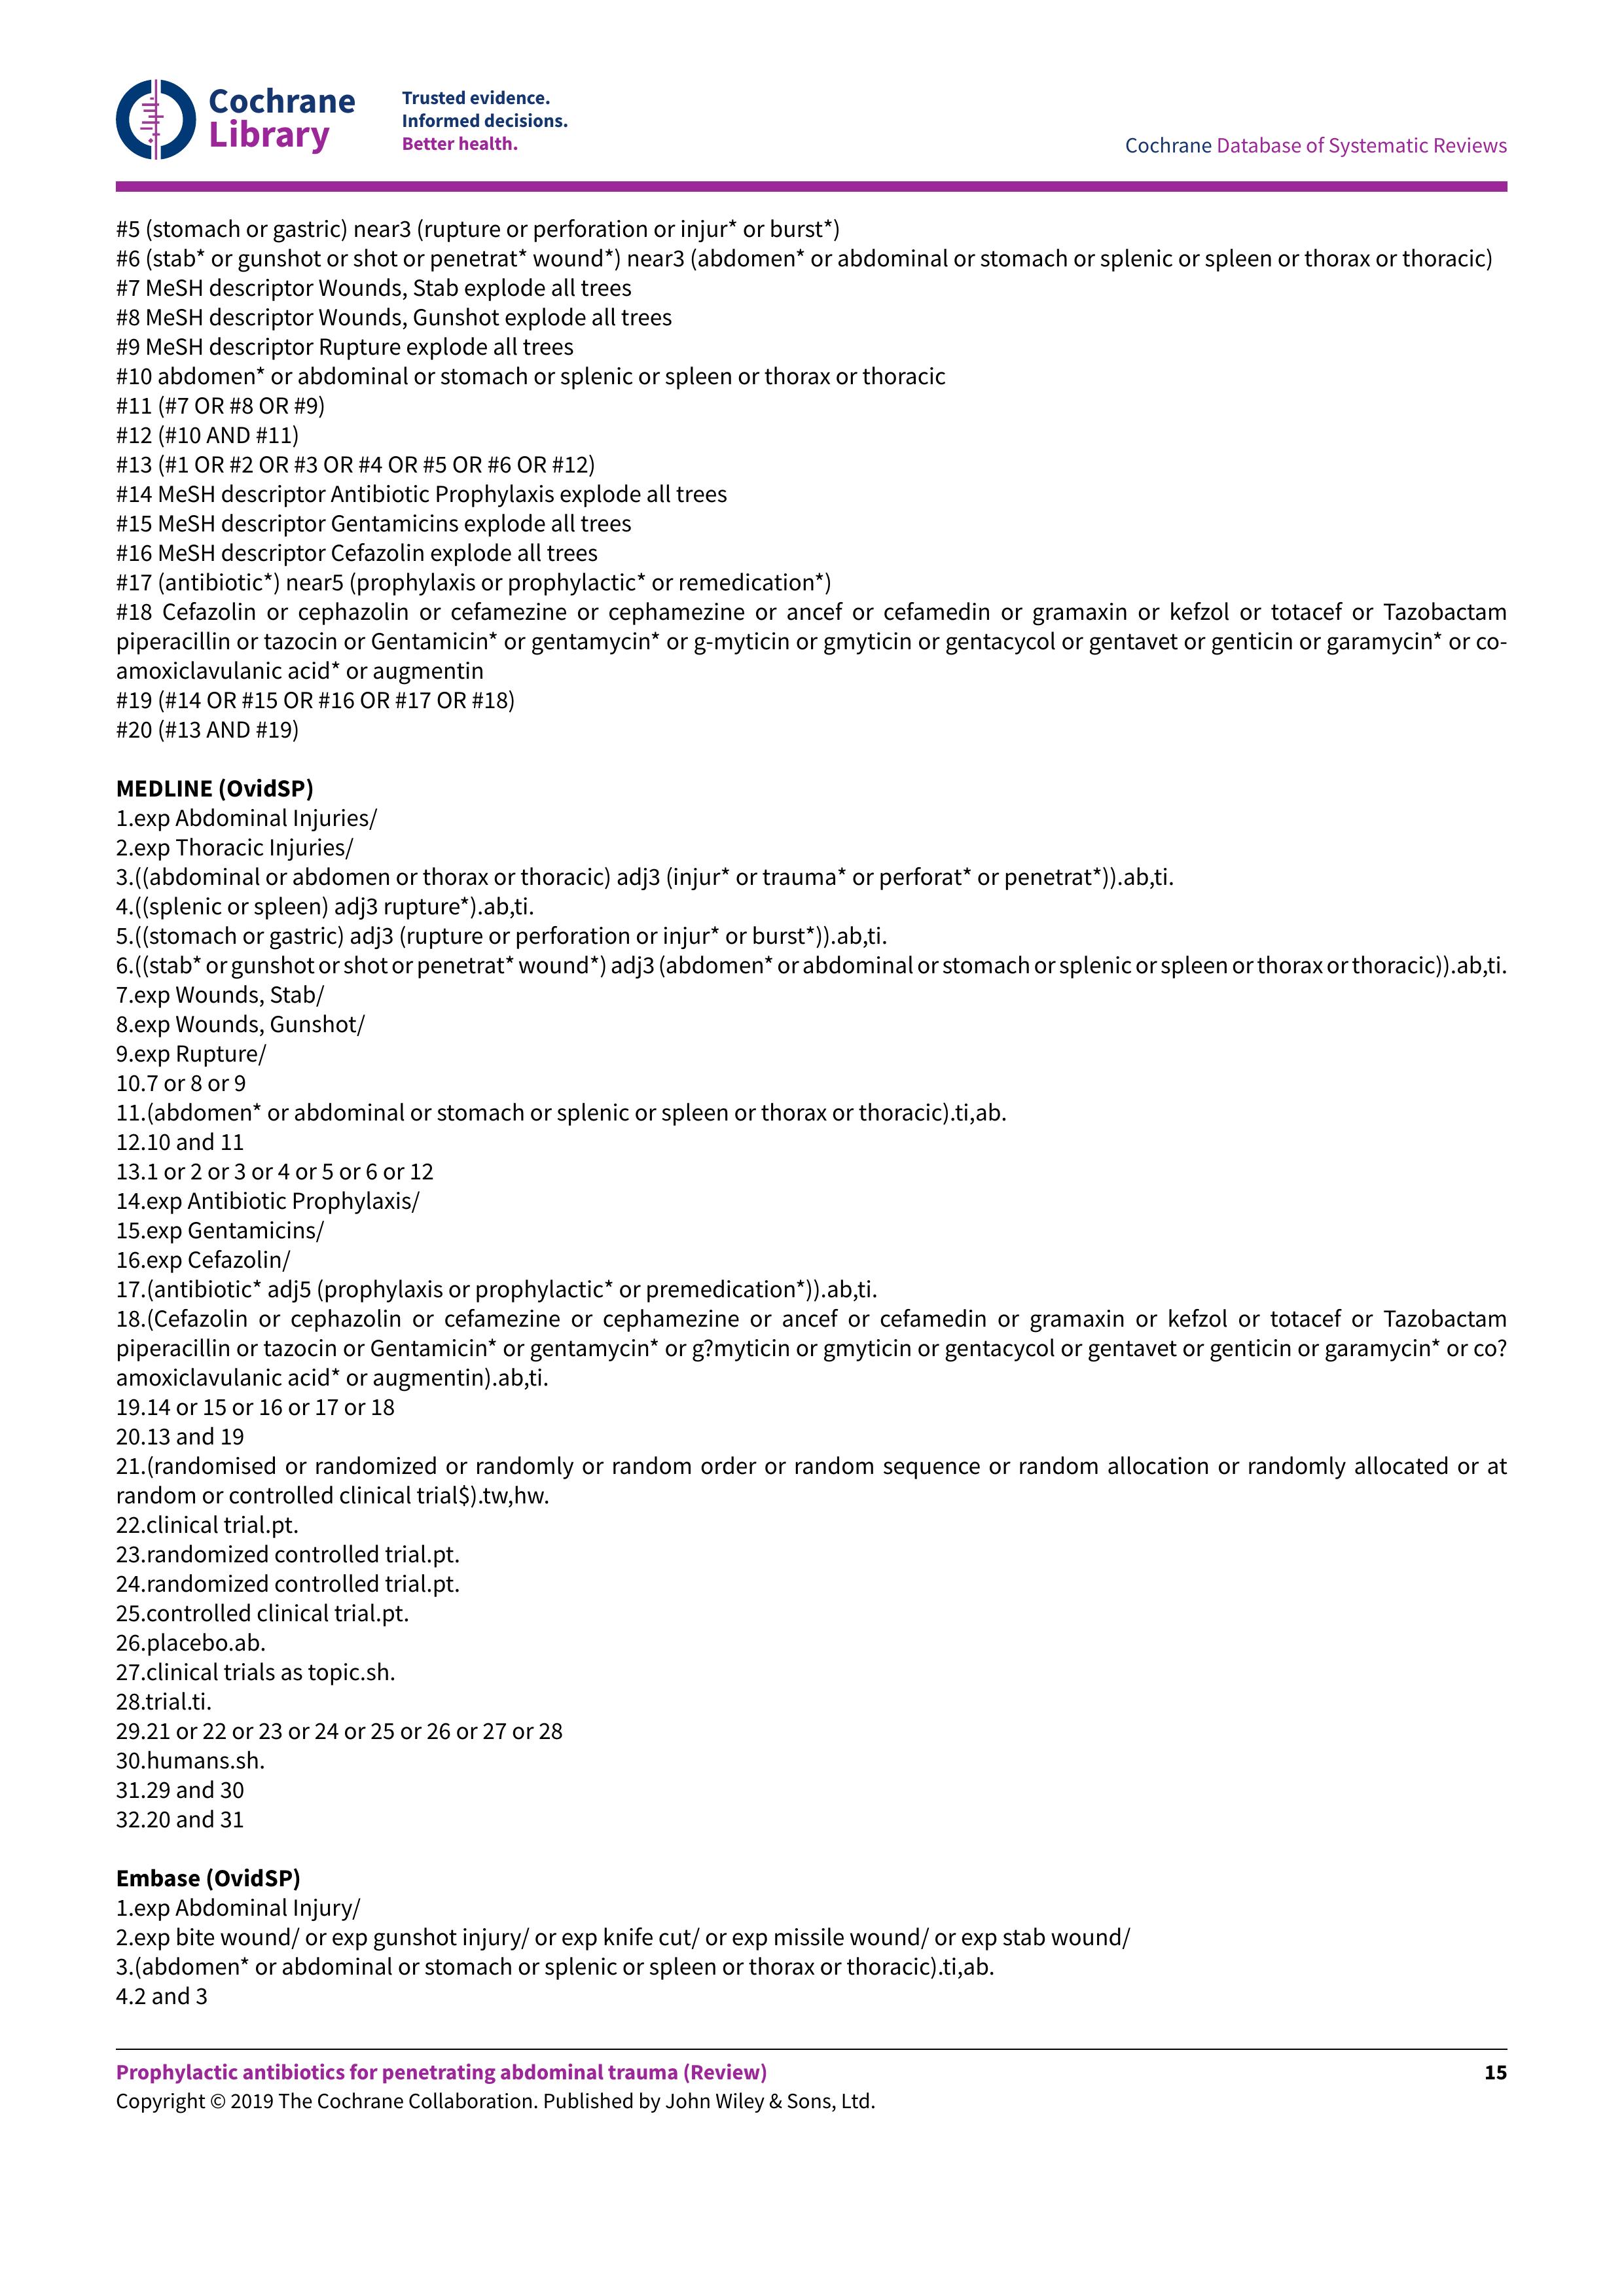 Cochrane
Library
Trusted evidence.
Informed decisions.
Better health.
Cochrane Database of Systematic Reviews
#5 (stomach or gastric) near3 (rupture or perforation or injur* or burst*)
#6 (stab* or gunshot or shot or penetrat* wound*) near3 (abdomen* or abdominal or stomach or splenic or spleen or thorax or thoracic)
#7 MeSH descriptor Wounds, Stab explode all trees
#8 MeSH descriptor Wounds, Gunshot explode all trees
#9 MeSH descriptor Rupture explode all trees
#10 abdomen* or abdominal or stomach or splenic or spleen or thorax or thoracic
#11 (#7 OR #8 OR #9)
#12 (#10 AND #11)
#13 (#1 OR #2 OR #3 OR #4 OR #5 OR #6 OR #12)
#14 MeSH descriptor Antibiotic Prophylaxis explode all trees
#15 MeSH descriptor Gentamicins explode all trees
#16 MeSH descriptor Cefazolin explode all trees
#17 (antibiotic*) near5 (prophylaxis or prophylactic* or remedication*)
#18 Cefazolin or cephazolin or cefamezine or cephamezine or ancef or cefamedin or gramaxin or kefzol or totacef or Tazobactam
piperacillin or tazocin or Gentamicin* or gentamycin* or g-myticin or gmyticin or gentacycol or gentavet or genticin or garamycin* or co-
amoxiclavulanic acid* or augmentin
#19 (#14 OR #15 OR #16 OR #17 OR #18)
#20 (#13 AND #19)
MEDLINE (OvidSP)
1.exp Abdominal Injuries/
2.exp Thoracic Injuries/
3.((abdominal or abdomen or thorax or thoracic) adj3 (injur* or trauma* or perforat* or penetrat*)).ab,ti.
4.((splenic or spleen) adj3 rupture*).ab,ti.
5.((stomach or gastric) adj3 (rupture or perforation or injur* or burst*)).ab,ti.
6.((stab* or gunshot or shot or penetrat* wound*) adj3 (abdomen* or abdominal or stomach or splenic or spleen or thorax or thoracic)).ab,ti.
7.exp Wounds, Stab/
8.exp Wounds, Gunshot/
9.exp Rupture/
10.7 or 8 or 9
11.(abdomen* or abdominal or stomach or splenic or spleen or thorax or thoracic).ti,ab.
12.10 and 11
13.1 or 2 or 3 or 4 or 5 or 6 or 12
14.exp Antibiotic Prophylaxis/
15.exp Gentamicins/
16.exp Cefazolin/
17.(antibiotic* adj5 (prophylaxis or prophylactic* or premedication*)).ab,ti.
18.(Cefazolin or cephazolin or cefamezine or cephamezine or ancef or cefamedin or gramaxin or kefzol or totacef or Tazobactam
piperacillin or tazocin or Gentamicin* or gentamycin* or g?myticin or gmyticin or gentacycol or gentavet or genticin or garamycin* or co?
amoxiclavulanic acid* or augmentin).ab,ti.
19.14 or 15 or 16 or 17 or 18
20.13 and 19
21.(randomised or randomized or randomly or random order or random sequence or random allocation or randomly allocated or at
random or controlled clinical trial$).tw,hw.
22.clinical trial.pt.
23.randomized controlled trial.pt.
24.randomized controlled trial.pt.
25.controlled clinical trial.pt.
26.placebo.ab.
27.clinical trials as topic.sh.
28.trial.ti.
29.21 or 22 or 23 or 24 or 25 or 26 or 27 or 28
30.humans.sh.
31.29 and 30
32.20 and 31
Embase (OvidSP)
1.exp Abdominal Injury/
2.exp bite wound/ or exp gunshot injury/ or exp knife cut/ or exp missile wound/ or exp stab wound/
3.(abdomen* or abdominal or stomach or splenic or spleen or thorax or thoracic).ti,ab.
4.2 and 3
Prophylactic antibiotics for penetrating abdominal trauma (Review)
15
Copyright © 2019 The Cochrane Collaboration. Published by John Wiley & Sons, Ltd.